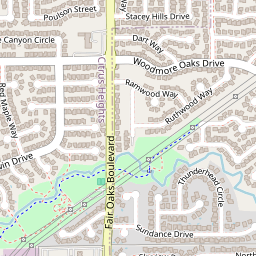 Poulson Street
Stacey Hills Drive
Canyon Circle
Dart Way
Woodmore Oaks Drive
Citrus Heights
Ramwood Way
Ruthwood Way
Red Maple Way
Drive
Fair Oaks Boulevard
Thunderhead Circle
Sundance Drive
North